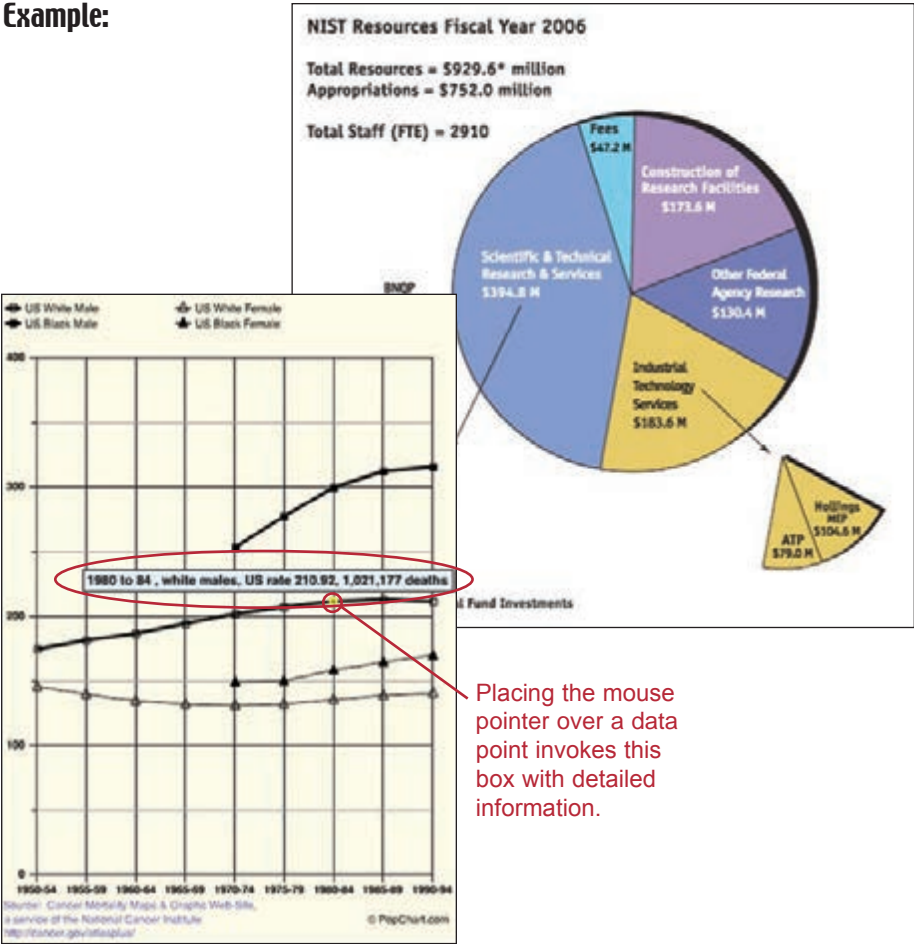 Example:
NIST Resources Fiscal Year 2006
Total Resources = $929.6* million
Appropriations = $752.0 million
Total Staff (FTE) = 2910
Fees
$47.2 M
Construction of
Research Facilities
$173.6 M
Scientific & Technical
Research & Services
$394.8 M
Other Federal
Agency Research
$130.4 M
Industrial
Technology
Services
$183.6 M
BNQP
Hollings
MEP
$104.6 M
ATP
$79.0 M
l Fund Investments
US White Male
US White Female
US Black Male
US Black Female
400
300
1980 to 84 , white males, US rate 210.92, 1,021,177 deaths
200
100
0
1950-54 1955-59 1960-64 1965-69 1970-74 1975-79 1980-84 1985-89 1990-94
Source: Cancer Mortality Maps & Graphs Web Site,
a service of the National Cancer Institute
http://cancer.gov/atlasplus/
© PopChart.com
Placing the mouse
pointer over a data
point invokes this
box with detailed
information.